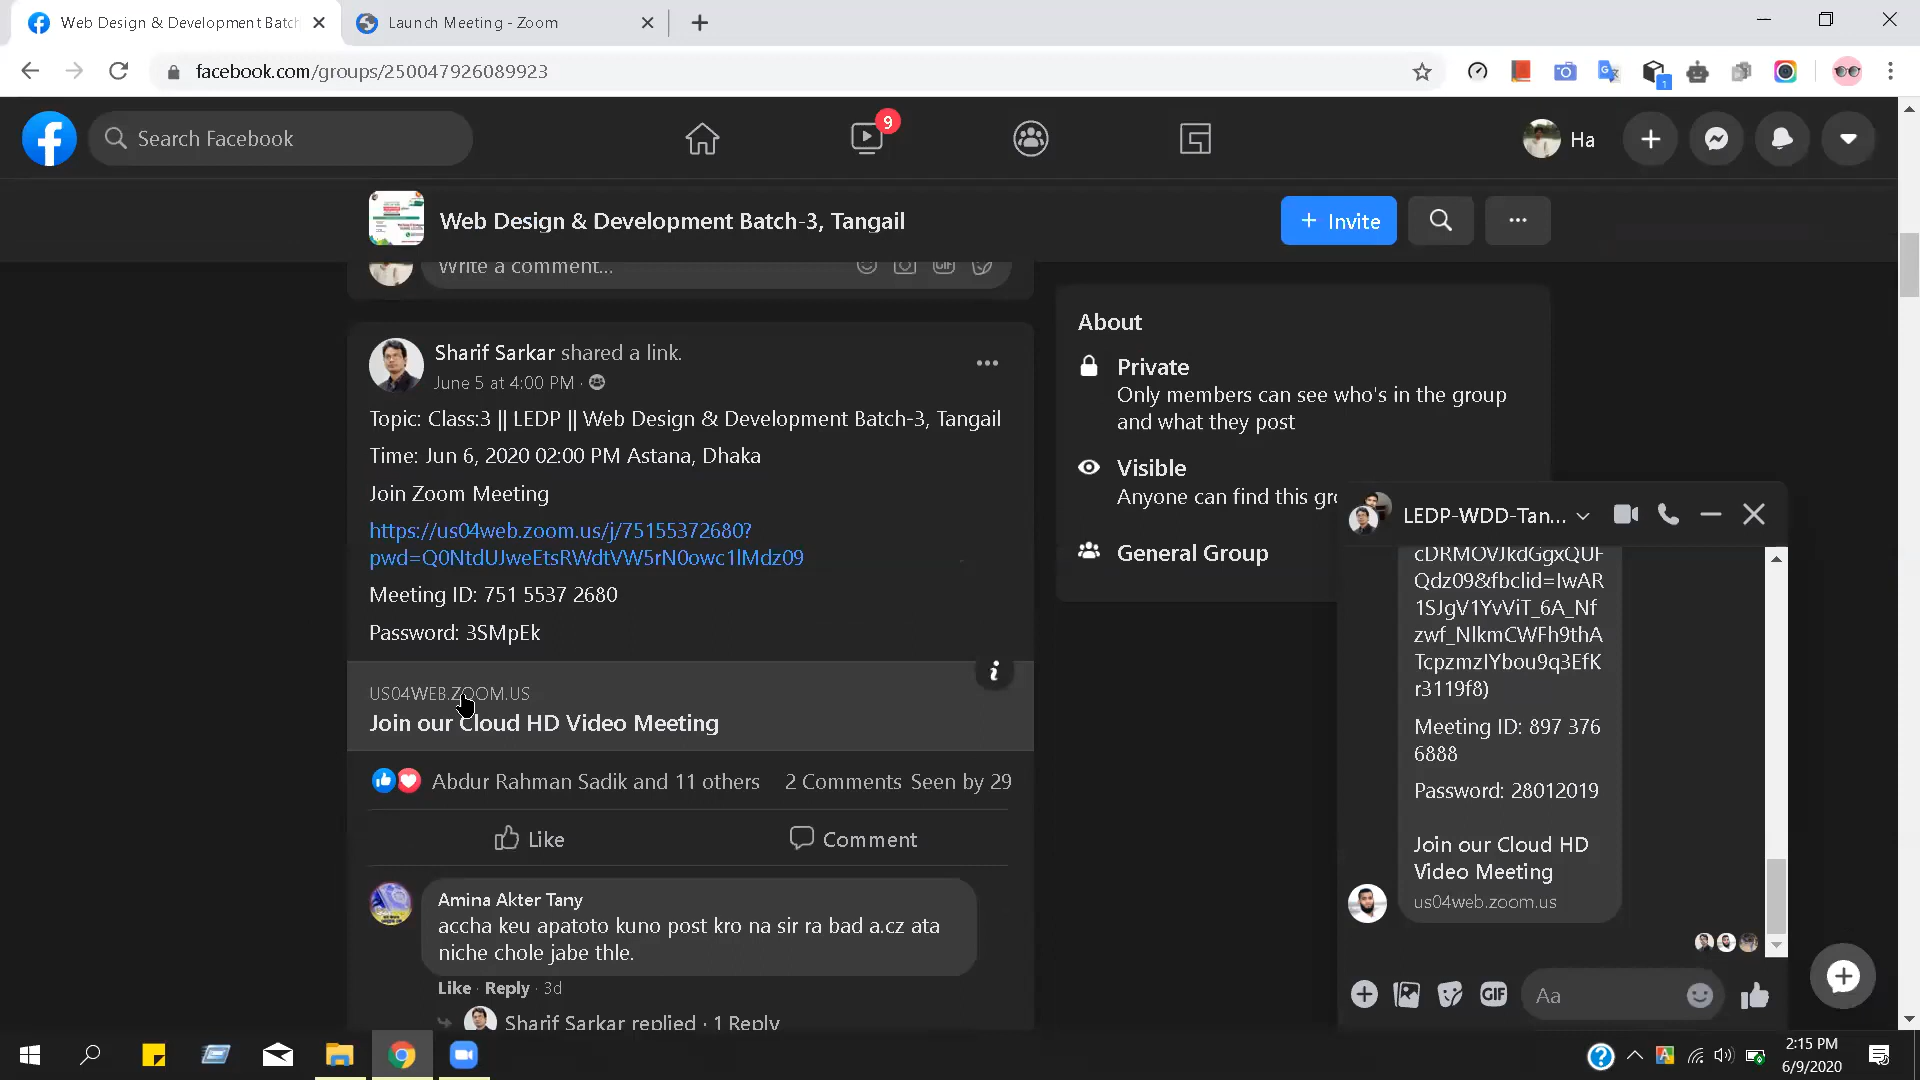 Web Design & Development Batch
Launch Meeting - Zoom
facebook.com/groups/250047926089923
1
Search Facebook
9
Ha
Web Design & Development Batch-3, Tangail
+ Invite
Write a comment...
GIF
Sharif Sarkar shared a link.
June 5 at 4:00 PM ·
Topic: Class:3 || LEDP || Web Design & Development Batch-3, Tangail
Time: Jun 6, 2020 02:00 PM Astana, Dhaka
Join Zoom Meeting
https://us04web.zoom.us/j/75155372680?
pwd=Q0NtdUJweEtsRWdtVW5rN0owc1lMdz09
Meeting ID: 751 5537 2680
Password: 3SMpEk
US04WEB.ZOOM.US
Join our Cloud HD Video Meeting
Abdur Rahman Sadik and 11 others 2 Comments Seen by 29
Like Comment
Amina Akter Tany
accha keu apatoto kuno post kro na sir ra bad a.cz ata
niche chole jabe thle.
Like · Reply · 3d
Sharif Sarkar replied · 1 Reply
About
Private
Only members can see who's in the group
and what they post
Visible
Anyone can find this gr
General Group
LEDP-WDD-Tan...
cDRMOVJkdGgxQUF
Qdz09&fbclid=IwAR
1SJgV1YvViT_6A_Nf
zwf_NlkmCWFh9thA
TcpzmzIYbou9q3EfK
r3119f8)
Meeting ID: 897 376
6888
Password: 28012019
Join our Cloud HD
Video Meeting
us04web.zoom.us
GIF
Aa
2:15 PM
6/9/2020